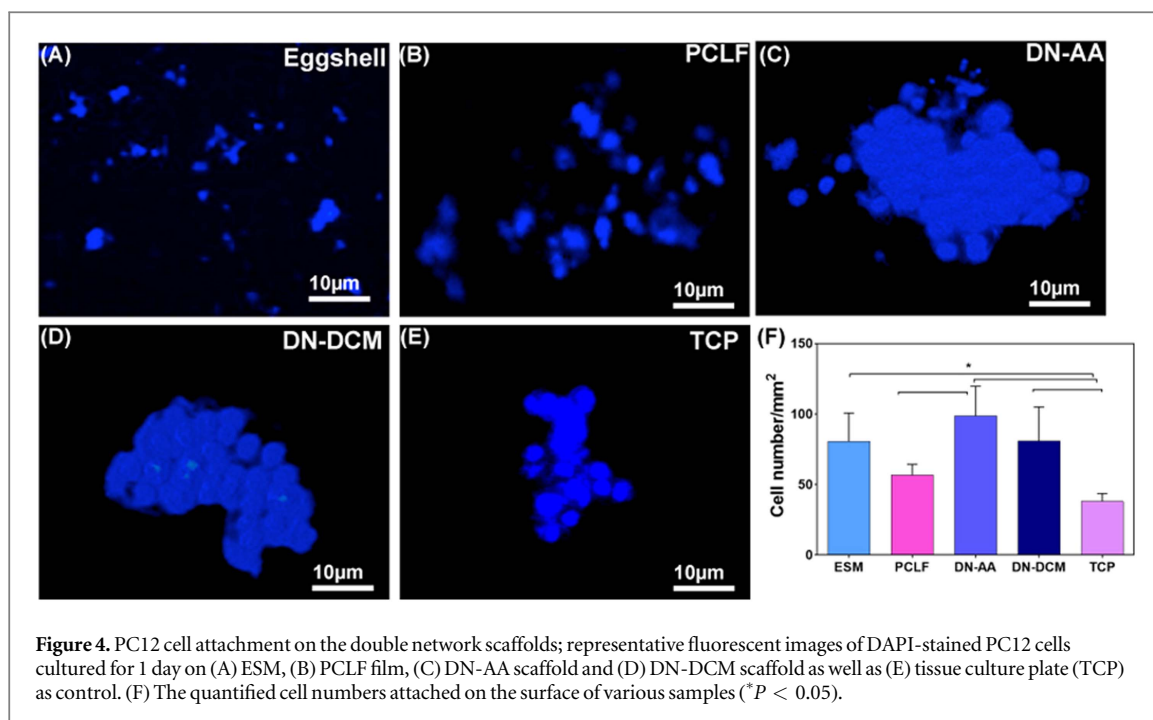 (A) Eggshell
10µm
(B) PCLF
10µm
(C) DN-AA
10µm
(D) DN-DCM
10µm
(E) TCP
10µm
(F)
Cell number/mm²
150
100
50
0
*
ESM PCLF DN-AA DN-DCM TCP
Figure 4. PC12 cell attachment on the double network scaffolds; representative fluorescent images of DAPI-stained PC12 cells
cultured for 1 day on (A) ESM, (B) PCLF film, (C) DN-AA scaffold and (D) DN-DCM scaffold as well as (E) tissue culture plate (TCP)
as control. (F) The quantified cell numbers attached on the surface of various samples (*P < 0.05).